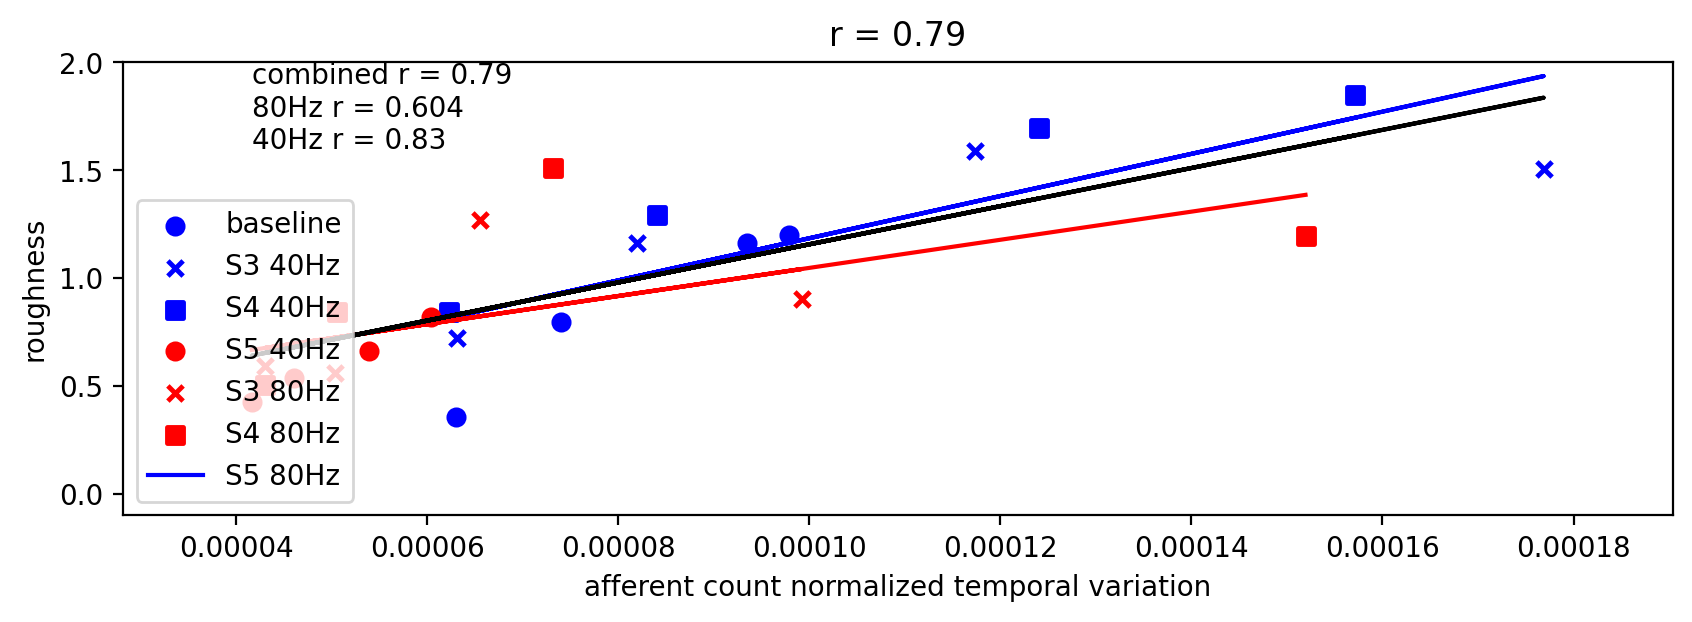 r = 0.79
combined r = 0.79
80Hz r = 0.604
40Hz r = 0.83
2.0
1.5
1.0
0.5
0.0
roughness
baseline
S3 40Hz
S4 40Hz
S5 40Hz
S3 80Hz
S4 80Hz
S5 80Hz
0.00004 0.00006 0.00008 0.00010 0.00012 0.00014 0.00016 0.00018
afferent count normalized temporal variation